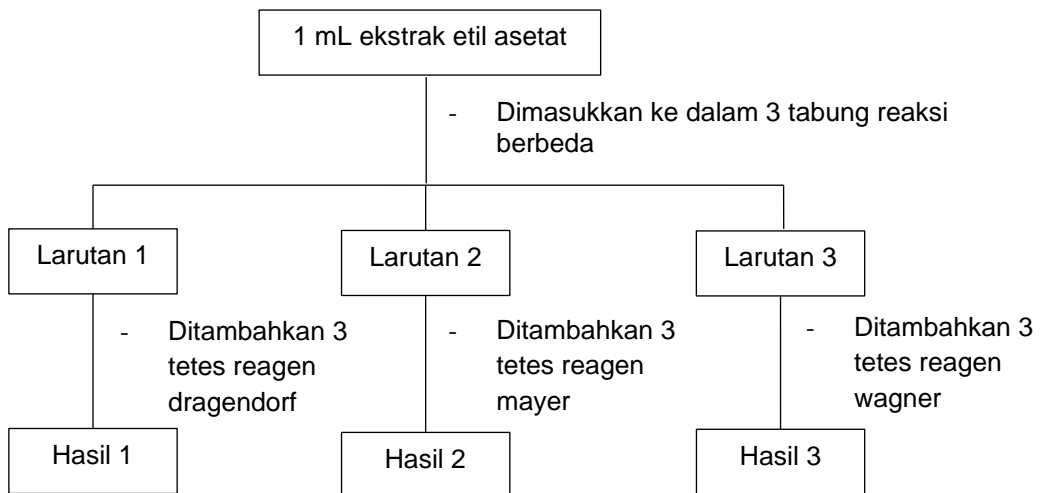 1 mL ekstrak etil asetat
- Dimasukkan ke dalam 3 tabung reaksi
berbeda
Larutan 1
Larutan 2
Larutan 3
- Ditambahkan 3
tetes reagen
dragendorf
- Ditambahkan 3
tetes reagen
mayer
- Ditambahkan 3
tetes reagen
wagner
Hasil 1
Hasil 2
Hasil 3